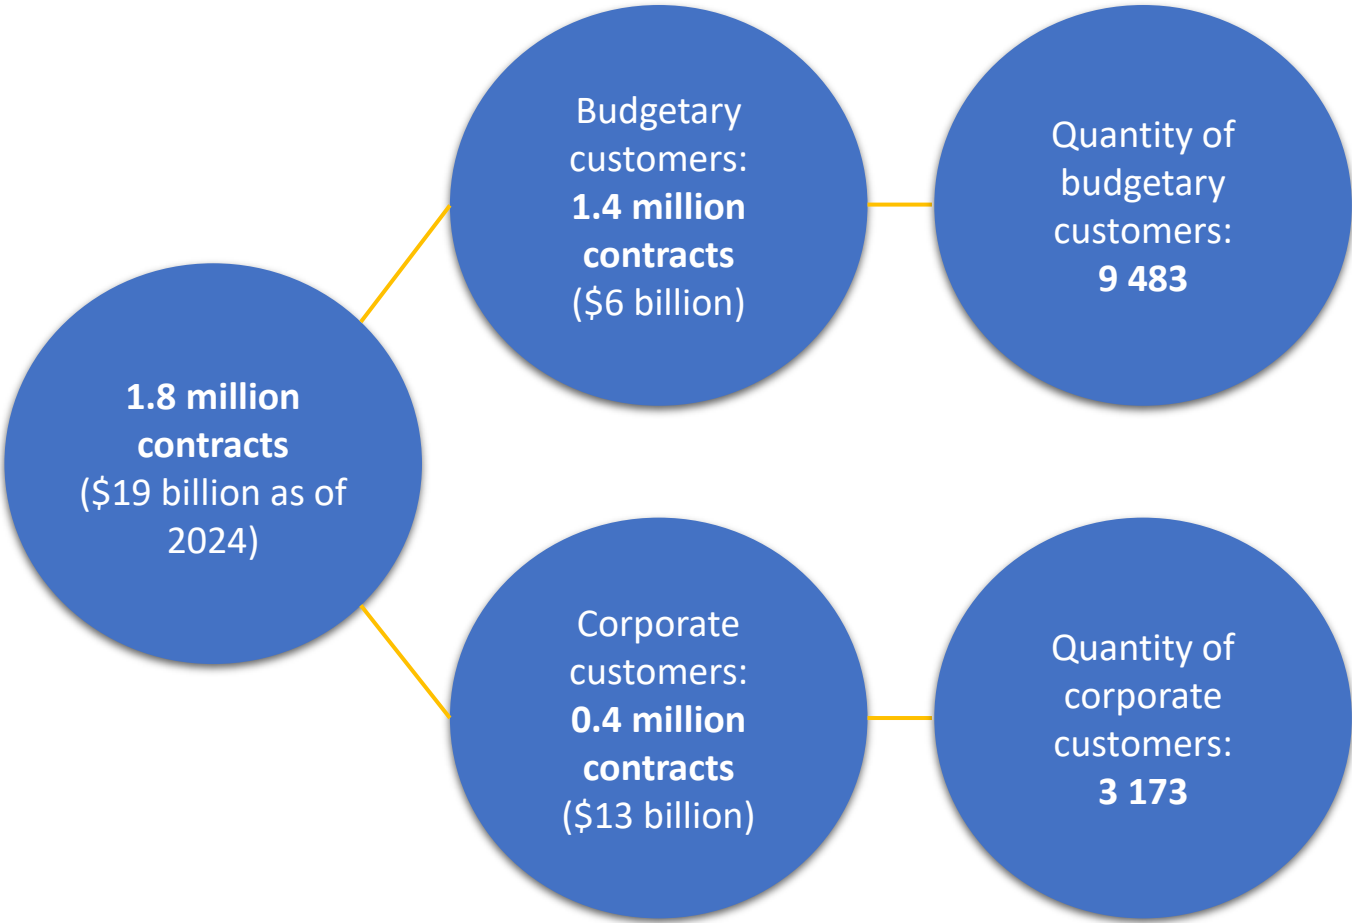 1.8 million
contracts
($19 billion as of
2024)
Budgetary
customers:
1.4 million
contracts
($6 billion)
Quantity of
budgetary
customers:
9 483
Corporate
customers:
0.4 million
contracts
($13 billion)
Quantity of
corporate
customers:
3 173